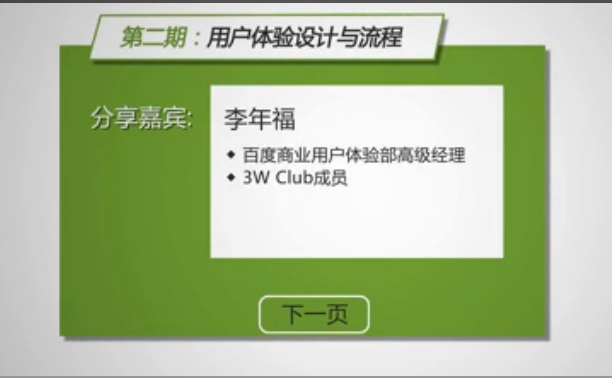 第二期：用户体验设计与流程
分享嘉宾:
李年福
◆ 百度商业用户体验部高级经理
◆ 3W Club成员
下一页